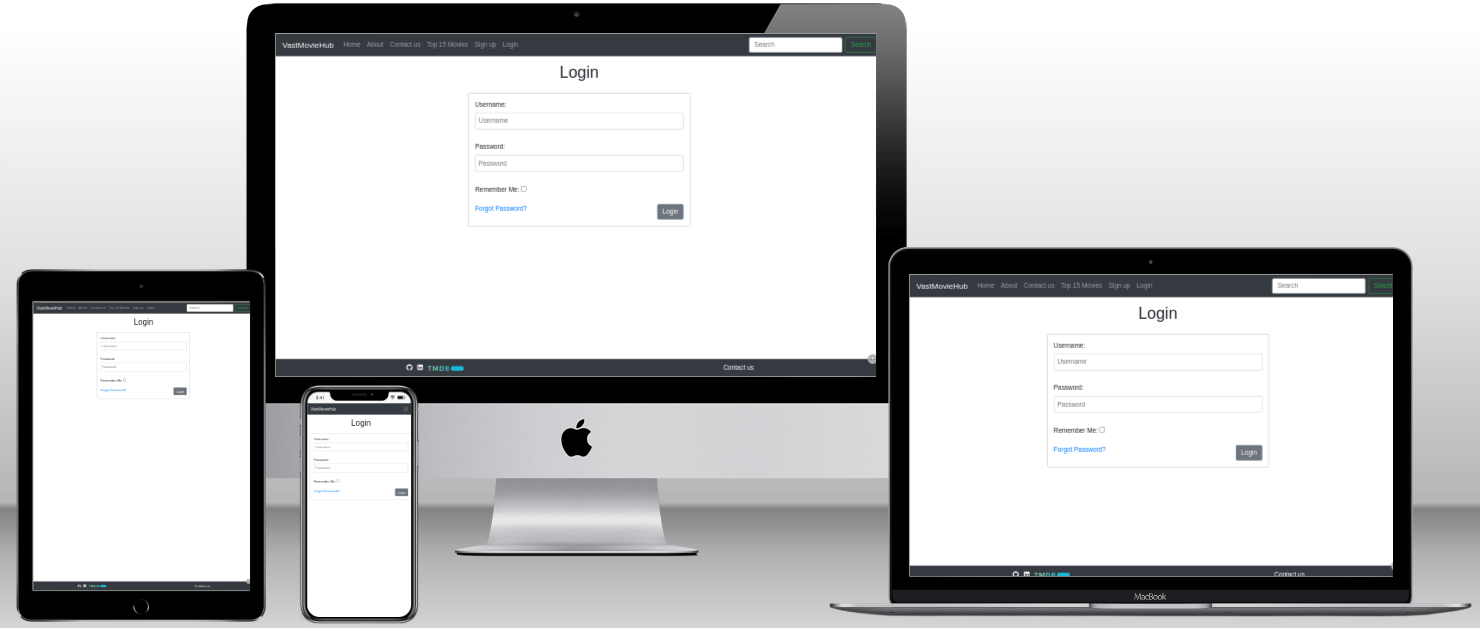 VastMovieHub Home About Contact us Top 15 Movies Sign up Login Search Search
Login
Username:
Username
Password:
Password
Remember Me:
Forgot Password? Login
TMDB Contact us
VastMovieHub Home About Contact us Top 15 Movies Sign up Login Search
Login
Username:
Username
Password:
Password
Remember Me:
Forgot Password? Login
Contact us
9:41
VastMovieHub
Login
Username:
Username
Password:
Password
Remember Me:
Forgot Password? Login
VastMovieHub Home About Contact us Top 15 Movies Sign up Login Search Search
Login
Username:
Username
Password:
Password
Remember Me:
Forgot Password? Login
TMDB Contact us
MacBook